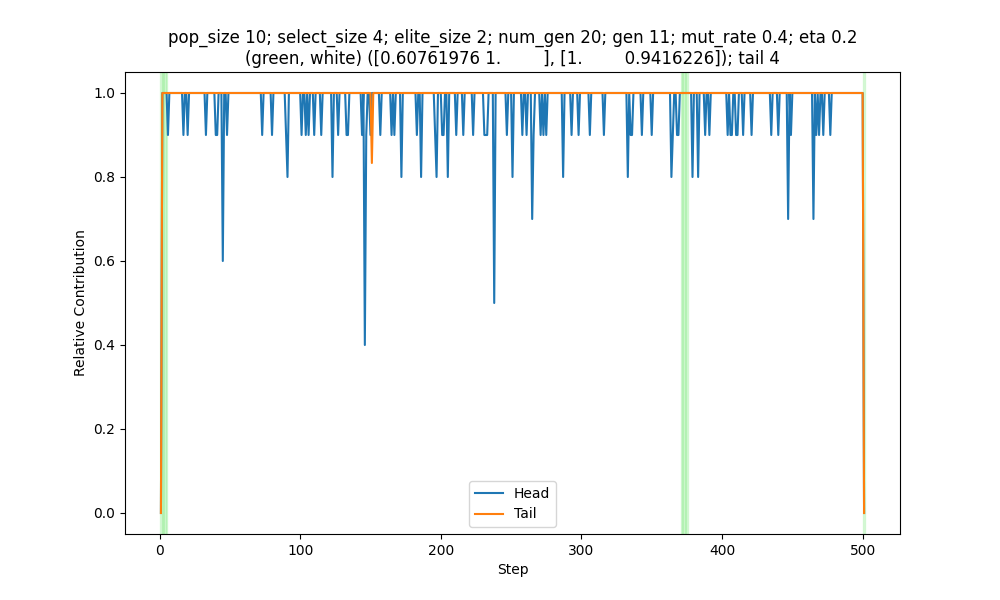 pop_size 10; select_size 4; elite_size 2; num_gen 20; gen 11; mut_rate 0.4; eta 0.2
(green, white) ([0.60761976 1.        ], [1.        0.9416226]); tail 4
1.0
0.8
0.6
0.4
0.2
0.0
Relative Contribution
Head
Tail
0
100
200
300
400
500
Step